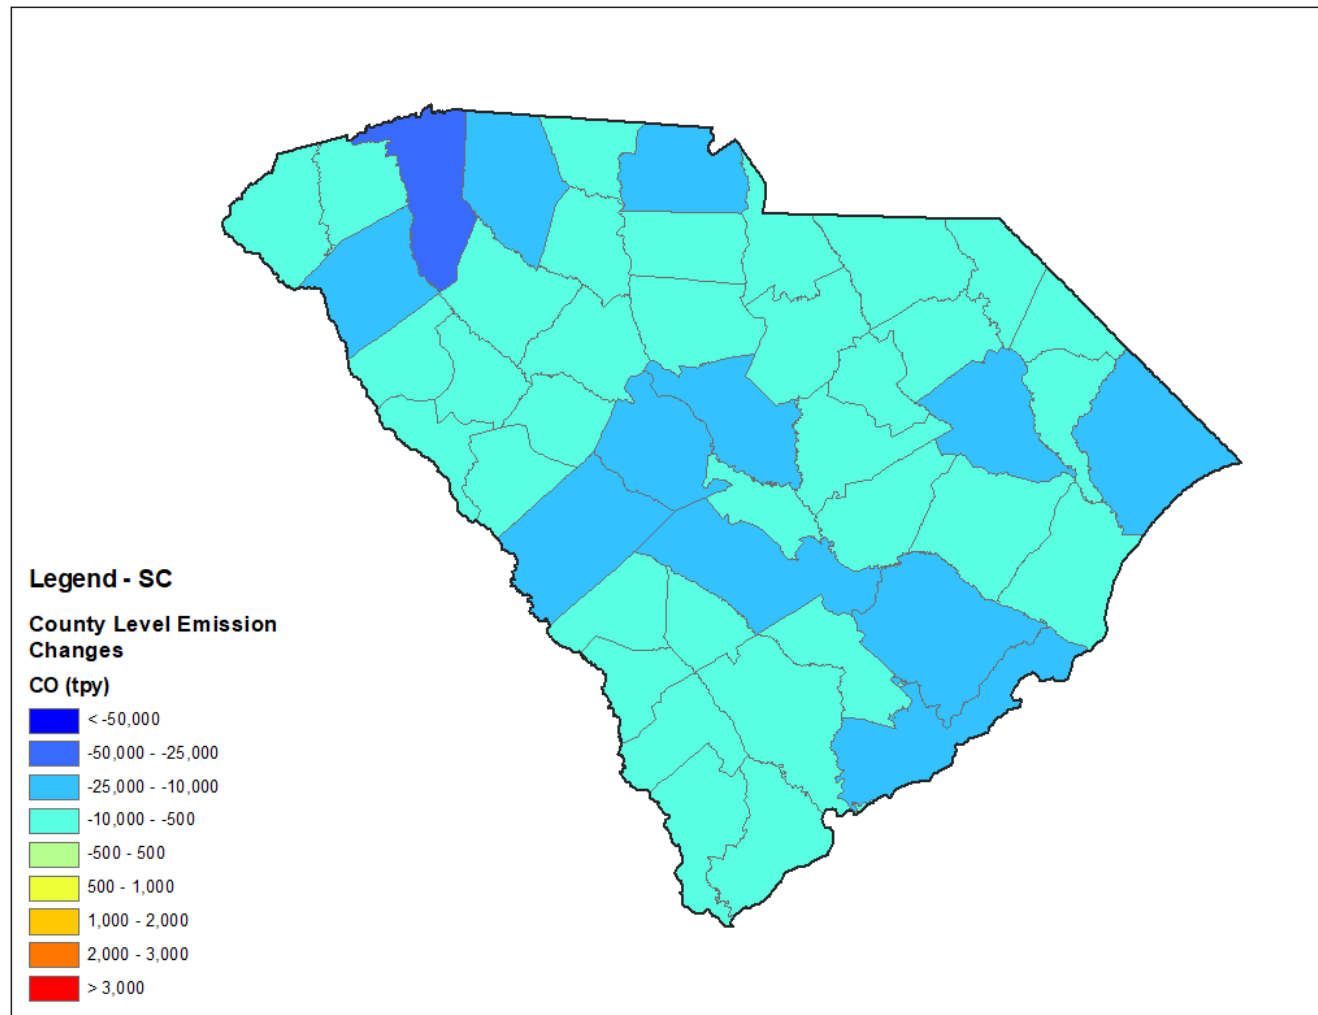 Legend - SC
County Level Emission
Changes
CO (tpy)
< -50,000
-50,000 - -25,000
-25,000 - -10,000
-10,000 - -500
-500 - 500
500 - 1,000
1,000 - 2,000
2,000 - 3,000
> 3,000